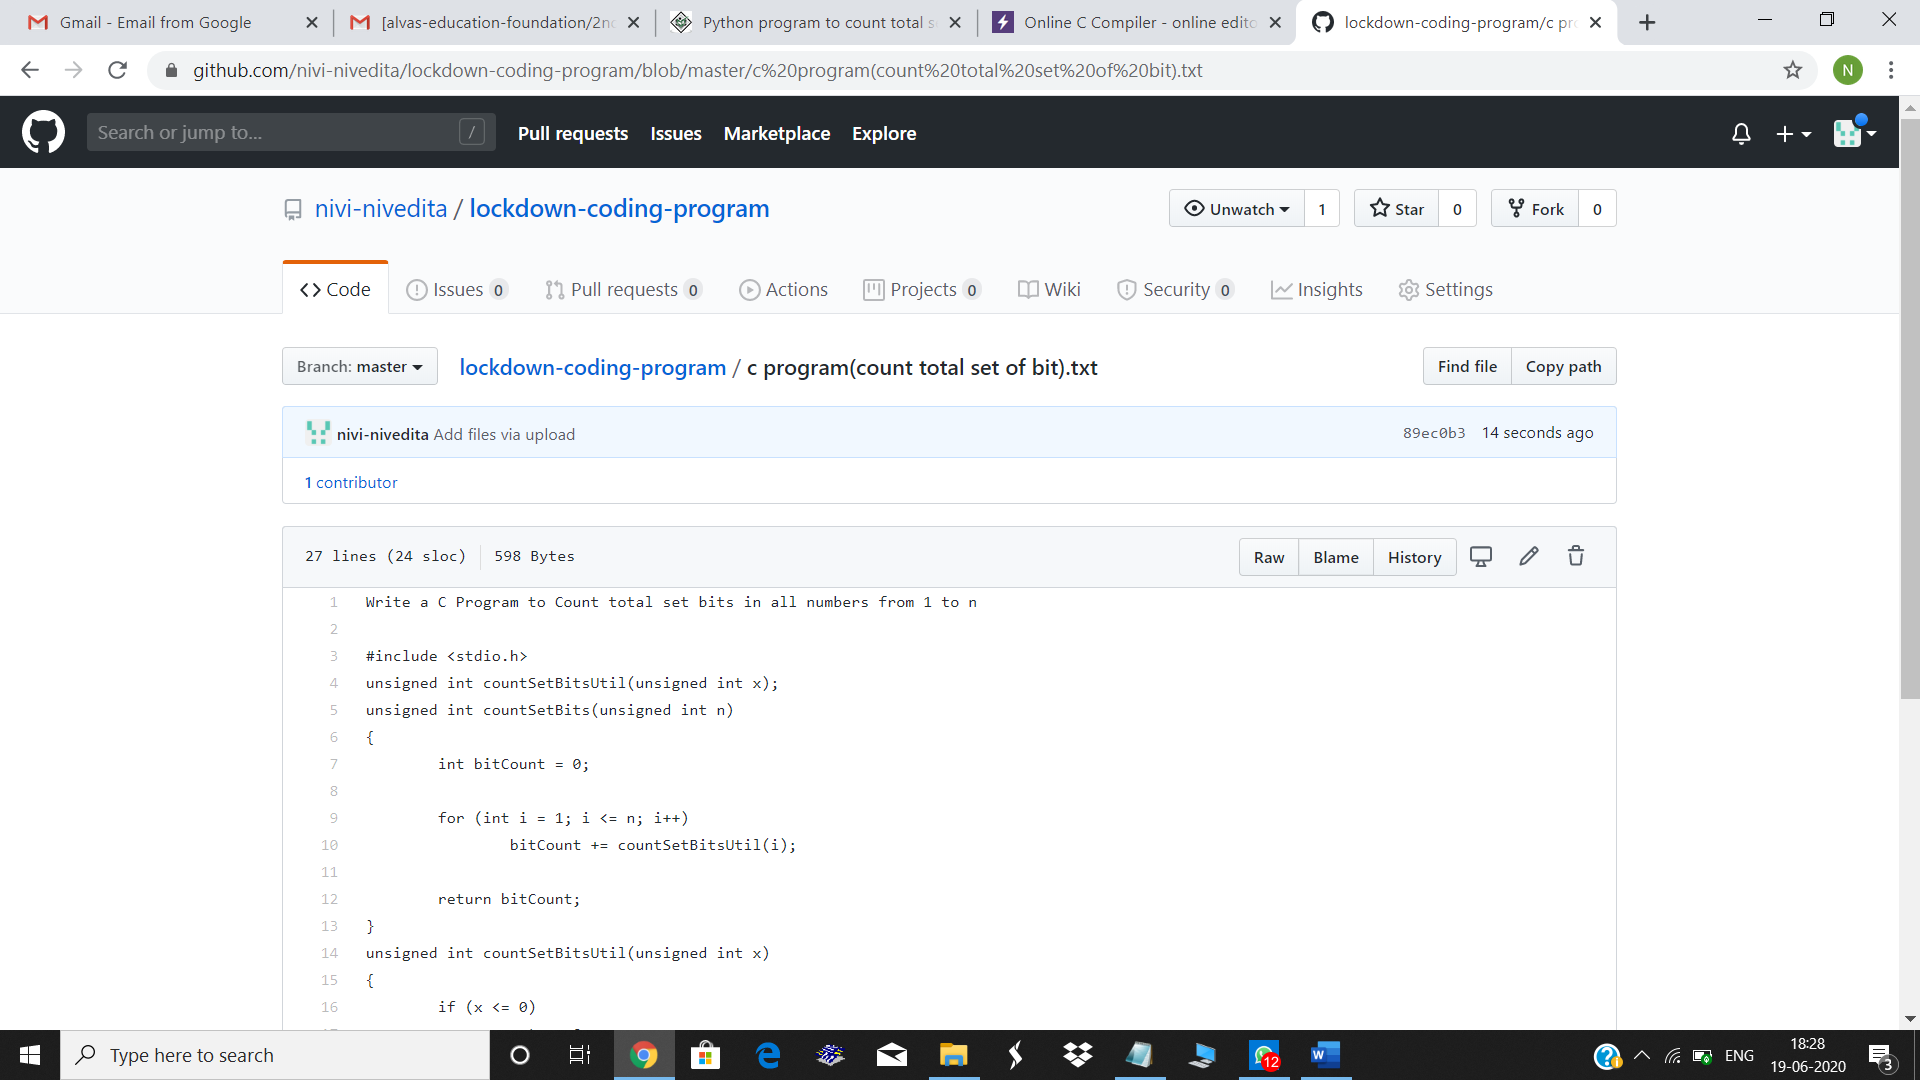 Gmail - Email from Google
[alvas-education-foundation/2n
Python program to count total s
Online C Compiler - online edito
lockdown-coding-program/c pr
github.com/nivi-nivedita/lockdown-coding-program/blob/master/c%20program(count%20total%20set%20of%20bit).txt
N
Search or jump to...
/
Pull requests
Issues
Marketplace
Explore
nivi-nivedita / lockdown-coding-program
Unwatch 1
Star 0
Fork 0
Code
Issues 0
Pull requests 0
Actions
Projects 0
Wiki
Security 0
Insights
Settings
Branch: master
lockdown-coding-program / c program(count total set of bit).txt
Find file
Copy path
nivi-nivedita Add files via upload
89ec0b3 14 seconds ago
1 contributor
27 lines (24 sloc) 598 Bytes
Raw
Blame
History
1 Write a C Program to Count total set bits in all numbers from 1 to n
2
3 #include <stdio.h>
4 unsigned int countSetBitsUtil(unsigned int x);
5 unsigned int countSetBits(unsigned int n)
6 {
7 int bitCount = 0;
8
9 for (int i = 1; i <= n; i++)
10 bitCount += countSetBitsUtil(i);
11
12 return bitCount;
13 }
14 unsigned int countSetBitsUtil(unsigned int x)
15 {
16 if (x <= 0)
Type here to search
12
W
ENG
18:28
19-06-2020
3